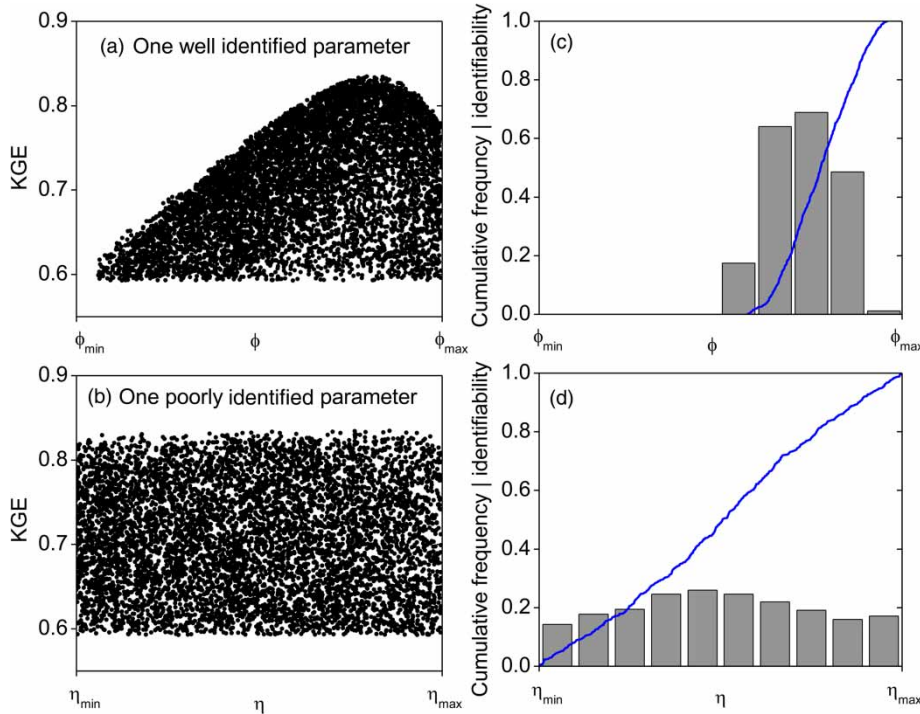 (a) One well identified parameter
KGE
0.9
0.8
0.7
0.6
ϕmin
ϕ
ϕmax
(c)
Cumulative frequncy | identifiability
1.0
0.8
0.6
0.4
0.2
0.0
ϕmin
ϕ
ϕmax
(b) One poorly identified parameter
KGE
0.9
0.8
0.7
0.6
ηmin
η
ηmax
(d)
Cumulative frequency | identifiability
1.0
0.8
0.6
0.4
0.2
0.0
ηmin
η
ηmax